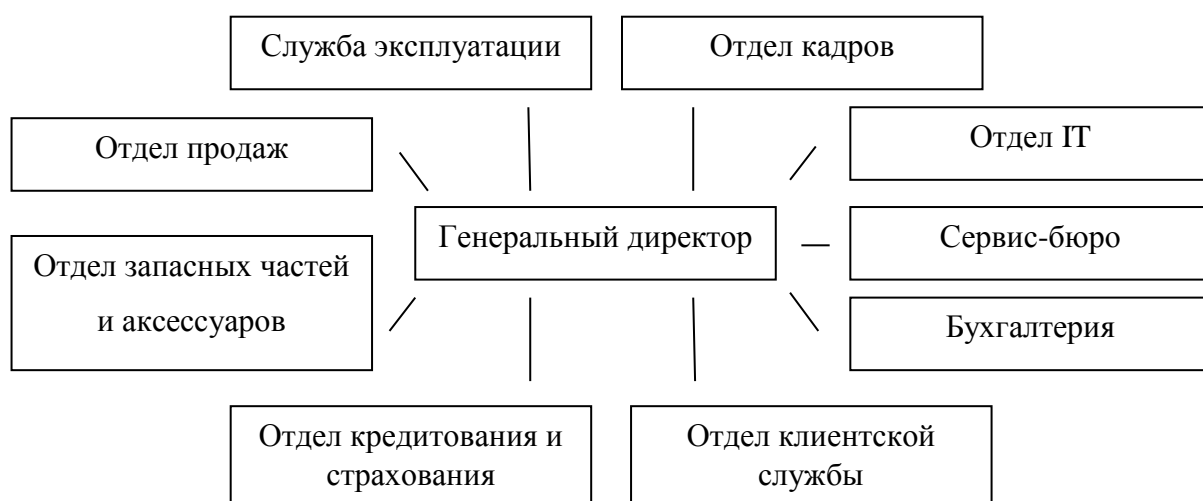 Служба эксплуатации
Отдел кадров
Отдел продаж
Отдел IT
Генеральный директор
Сервис-бюро
Отдел запасных частей
и аксессуаров
Бухгалтерия
Отдел кредитования и
страхования
Отдел клиентской
службы